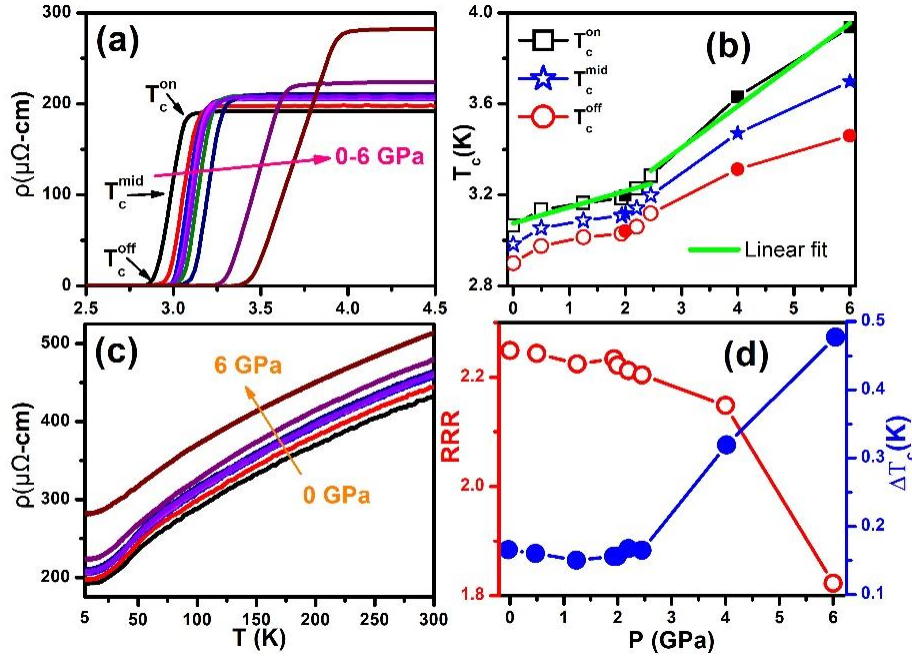 (a)
ρ(μΩ-cm)
300
200
100
0
T_c^on
T_c^mid
T_c^off
0-6 GPa
2.5 3.0 3.5 4.0 4.5
(b)
T_c(K)
4.0
3.6
3.2
2.8
T_c^on
T_c^mid
T_c^off
Linear fit
0 1 2 3 4 5 6
(c)
ρ(μΩ-cm)
500
400
300
200
6 GPa
0 GPa
5 50 100 150 200 250 300
T (K)
(d)
RRR
2.2
2.0
1.8
0.5
0.4
0.3
0.2
0.1
ΔT_c(K)
0 1 2 3 4 5 6
P (GPa)